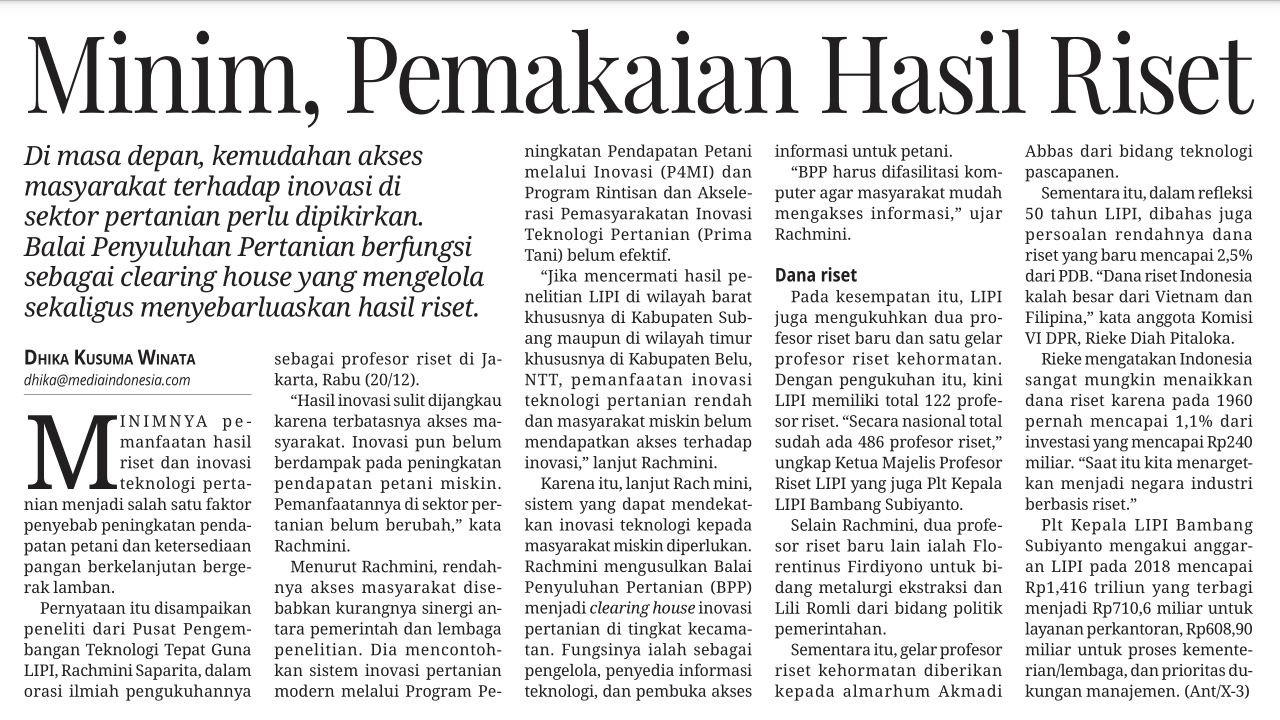 Minim, Pemakaian Hasil Riset
Di masa depan, kemudahan akses
masyarakat terhadap inovasi di
sektor pertanian perlu dipikirkan.
Balai Penyuluhan Pertanian berfungsi
sebagai clearing house yang mengelola
sekaligus menyebarluaskan hasil riset.
DHIKA KUSUMA WINATA
dhika@mediaindonesia.com
MINIMNYA pe-
manfaatan hasil
riset dan inovasi
teknologi perta-
nian menjadi salah satu faktor
penyebab peningkatan penda-
patan petani dan ketersediaan
pangan berkelanjutan berge-
rak lamban.
Pernyataan itu disampaikan
peneliti dari Pusat Pengem-
bangan Teknologi Tepat Guna
LIPI, Rachmini Saparita, dalam
orasi ilmiah pengukuhannya
sebagai profesor riset di Ja-
karta, Rabu (20/12).
“Hasil inovasi sulit dijangkau
karena terbatasnya akses ma-
syarakat. Inovasi pun belum
berdampak pada peningkatan
pendapatan petani miskin.
Pemanfaatannya di sektor per-
tanian belum berubah,” kata
Rachmini.
Menurut Rachmini, rendah-
nya akses masyarakat dise-
babkan kurangnya sinergi an-
tara pemerintah dan lembaga
penelitian. Dia mencontoh-
kan sistem inovasi pertanian
modern melalui Program Pe-
ningkatan Pendapatan Petani
melalui Inovasi (P4MI) dan
Program Rintisan dan Aksele-
rasi Pemasyarakatan Inovasi
Teknologi Pertanian (Prima
Tani) belum efektif.
“Jika mencermati hasil pe-
nelitian LIPI di wilayah barat
khususnya di Kabupaten Sub-
ang maupun di wilayah timur
khususnya di Kabupaten Belu,
NTT, pemanfaatan inovasi
teknologi pertanian rendah
dan masyarakat miskin belum
mendapatkan akses terhadap
inovasi,” lanjut Rachmini.
Karena itu, lanjut Rach mini,
sistem yang dapat mendekat-
kan inovasi teknologi kepada
masyarakat miskin diperlukan.
Rachmini mengusulkan Balai
Penyuluhan Pertanian (BPP)
menjadi clearing house inovasi
pertanian di tingkat kecama-
tan. Fungsinya ialah sebagai
pengelola, penyedia informasi
teknologi, dan pembuka akses
informasi untuk petani.
“BPP harus difasilitasi kom-
puter agar masyarakat mudah
mengakses informasi,” ujar
Rachmini.
Dana riset
Pada kesempatan itu, LIPI
juga mengukuhkan dua pro-
fesor riset baru dan satu gelar
profesor riset kehormatan.
Dengan pengukuhan itu, kini
LIPI memiliki total 122 profe-
sor riset. “Secara nasional total
sudah ada 486 profesor riset,”
ungkap Ketua Majelis Profesor
Riset LIPI yang juga Plt Kepala
LIPI Bambang Subiyanto.
Selain Rachmini, dua profe-
sor riset baru lain ialah Flo-
rentinus Firdiyono untuk bi-
dang metalurgi ekstraksi dan
Lili Romli dari bidang politik
pemerintahan.
Sementara itu, gelar profesor
riset kehormatan diberikan
kepada almarhum Akmadi
Abbas dari bidang teknologi
pascapanen.
Sementara itu, dalam refleksi
50 tahun LIPI, dibahas juga
persoalan rendahnya dana
riset yang baru mencapai 2,5%
dari PDB. “Dana riset Indonesia
kalah besar dari Vietnam dan
Filipina,” kata anggota Komisi
VI DPR, Rieke Diah Pitaloka.
Rieke mengatakan Indonesia
sangat mungkin menaikkan
dana riset karena pada 1960
pernah mencapai 1,1% dari
investasi yang mencapai Rp240
miliar. “Saat itu kita menarget-
kan menjadi negara industri
berbasis riset.”
Plt Kepala LIPI Bambang
Subiyanto mengakui anggar-
an LIPI pada 2018 mencapai
Rp1,416 triliun yang terbagi
menjadi Rp710,6 miliar untuk
layanan perkantoran, Rp608,90
miliar untuk proses kemente-
rian/lembaga, dan prioritas du-
kungan manajemen. (Ant/X-3)